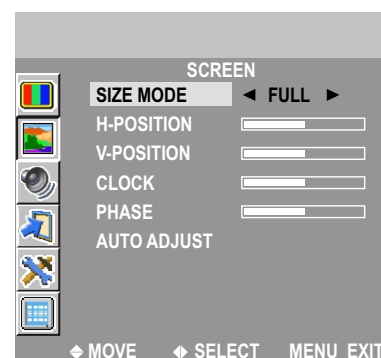 SCREEN
SIZE MODE ◄ FULL ►
H-POSITION
V-POSITION
CLOCK
PHASE
AUTO ADJUST
MOVE SELECT MENU EXIT